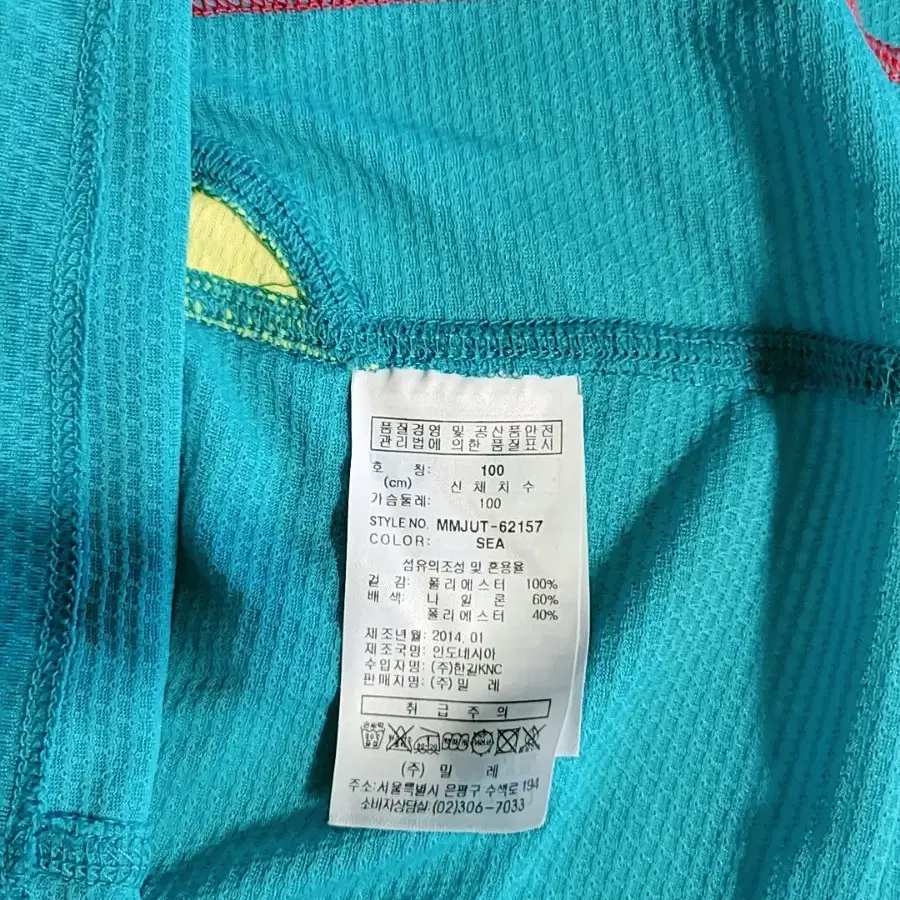 품질경영 및 공산품안전
관리법에 의한 품질표시
호 칭: 100
(cm) 신체치수
가슴둘레: 100
STYLE NO. MMJUT-62157
COLOR: SEA
섬유의조성 및 혼용율
겉 감: 폴리에스터 100%
배 색: 나 일 론 60%
폴리에스터 40%
제조년월: 2014.01
제조국명: 인도네시아
수입자명: (주)한길KNC
판매자명: (주) 밀 레
취 급 주 의
(주) 밀 레
주소:서울특별시 은평구 수색로 194
소비자상담실:(02)306-7033